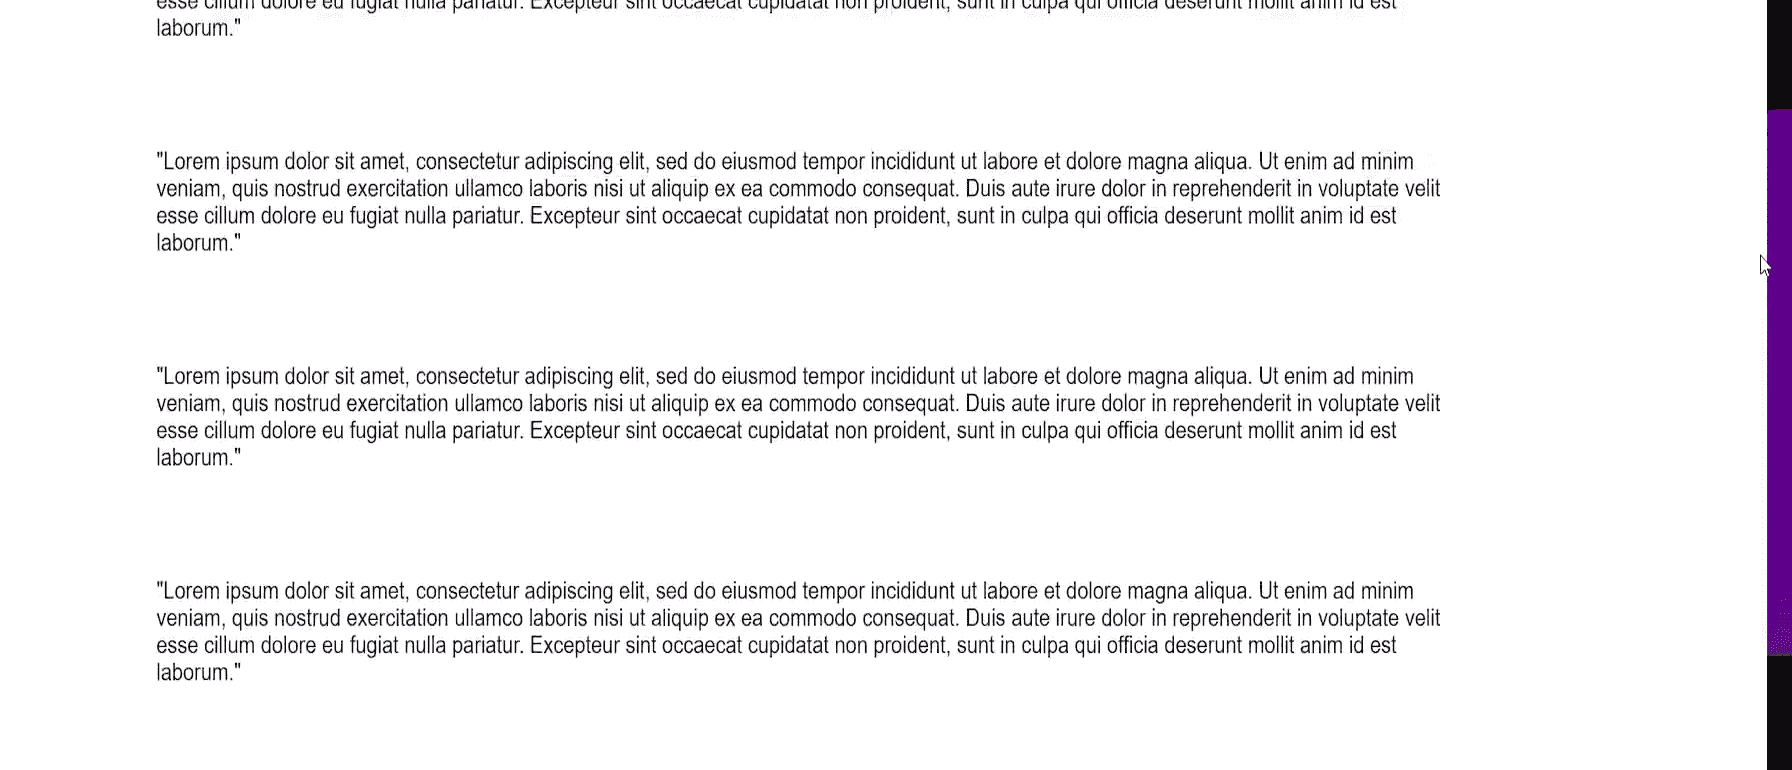 esse cillum dolore eu fugiat nulla pariatur. Excepteur sint occaecat cupidatat non proident, sunt in culpa qui officia deserunt mollit anim id est
laborum."
"Lorem ipsum dolor sit amet, consectetur adipiscing elit, sed do eiusmod tempor incididunt ut labore et dolore magna aliqua. Ut enim ad minim
veniam, quis nostrud exercitation ullamco laboris nisi ut aliquip ex ea commodo consequat. Duis aute irure dolor in reprehenderit in voluptate velit
esse cillum dolore eu fugiat nulla pariatur. Excepteur sint occaecat cupidatat non proident, sunt in culpa qui officia deserunt mollit anim id est
laborum."
"Lorem ipsum dolor sit amet, consectetur adipiscing elit, sed do eiusmod tempor incididunt ut labore et dolore magna aliqua. Ut enim ad minim
veniam, quis nostrud exercitation ullamco laboris nisi ut aliquip ex ea commodo consequat. Duis aute irure dolor in reprehenderit in voluptate velit
esse cillum dolore eu fugiat nulla pariatur. Excepteur sint occaecat cupidatat non proident, sunt in culpa qui officia deserunt mollit anim id est
laborum."
"Lorem ipsum dolor sit amet, consectetur adipiscing elit, sed do eiusmod tempor incididunt ut labore et dolore magna aliqua. Ut enim ad minim
veniam, quis nostrud exercitation ullamco laboris nisi ut aliquip ex ea commodo consequat. Duis aute irure dolor in reprehenderit in voluptate velit
esse cillum dolore eu fugiat nulla pariatur. Excepteur sint occaecat cupidatat non proident, sunt in culpa qui officia deserunt mollit anim id est
laborum."